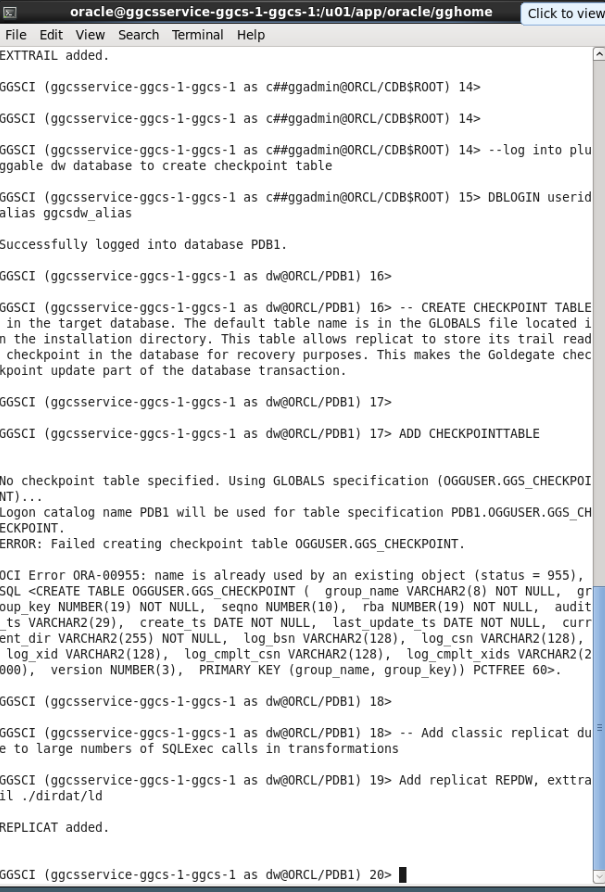 oracle@ggcsservice-ggcs-1-ggcs-1:/u01/app/oracle/gghome
Click to view
File Edit View Search Terminal Help
EXTTRAIL added.
GGSCI (ggcsservice-ggcs-1-ggcs-1 as c##ggadmin@ORCL/CDB$ROOT) 14>
GGSCI (ggcsservice-ggcs-1-ggcs-1 as c##ggadmin@ORCL/CDB$ROOT) 14>
GGSCI (ggcsservice-ggcs-1-ggcs-1 as c##ggadmin@ORCL/CDB$ROOT) 14> --log into plu
ggable dw database to create checkpoint table
GGSCI (ggcsservice-ggcs-1-ggcs-1 as c##ggadmin@ORCL/CDB$ROOT) 15> DBLOGIN userid
alias ggcsdw_alias
Successfully logged into database PDB1.
GGSCI (ggcsservice-ggcs-1-ggcs-1 as dw@ORCL/PDB1) 16>
GGSCI (ggcsservice-ggcs-1-ggcs-1 as dw@ORCL/PDB1) 16> -- CREATE CHECKPOINT TABLE
in the target database. The default table name is in the GLOBALS file located i
n the installation directory. This table allows replicat to store its trail read
checkpoint in the database for recovery purposes. This makes the Goldegate chec
kpoint update part of the database transaction.
GGSCI (ggcsservice-ggcs-1-ggcs-1 as dw@ORCL/PDB1) 17>
GGSCI (ggcsservice-ggcs-1-ggcs-1 as dw@ORCL/PDB1) 17> ADD CHECKPOINTTABLE
No checkpoint table specified. Using GLOBALS specification (OGGUSER.GGS_CHECKPOI
NT)...
Logon catalog name PDB1 will be used for table specification PDB1.OGGUSER.GGS_CH
ECKPOINT.
ERROR: Failed creating checkpoint table OGGUSER.GGS_CHECKPOINT.
OCI Error ORA-00955: name is already used by an existing object (status = 955),
SQL <CREATE TABLE OGGUSER.GGS_CHECKPOINT ( group_name VARCHAR2(8) NOT NULL, gr
oup_key NUMBER(19) NOT NULL, seqno NUMBER(10), rba NUMBER(19) NOT NULL, audit
_ts VARCHAR2(29), create_ts DATE NOT NULL, last_update_ts DATE NOT NULL, curr
ent_dir VARCHAR2(255) NOT NULL, log_bsn VARCHAR2(128), log_csn VARCHAR2(128),
log_xid VARCHAR2(128), log_cmplt_csn VARCHAR2(128), log_cmplt_xids VARCHAR2(2
000), version NUMBER(3), PRIMARY KEY (group_name, group_key)) PCTFREE 60>.
GGSCI (ggcsservice-ggcs-1-ggcs-1 as dw@ORCL/PDB1) 18>
GGSCI (ggcsservice-ggcs-1-ggcs-1 as dw@ORCL/PDB1) 18> -- Add classic replicat du
e to large numbers of SQLExec calls in transformations
GGSCI (ggcsservice-ggcs-1-ggcs-1 as dw@ORCL/PDB1) 19> Add replicat REPDW, exttra
il ./dirdat/ld
REPLICAT added.
GGSCI (ggcsservice-ggcs-1-ggcs-1 as dw@ORCL/PDB1) 20>